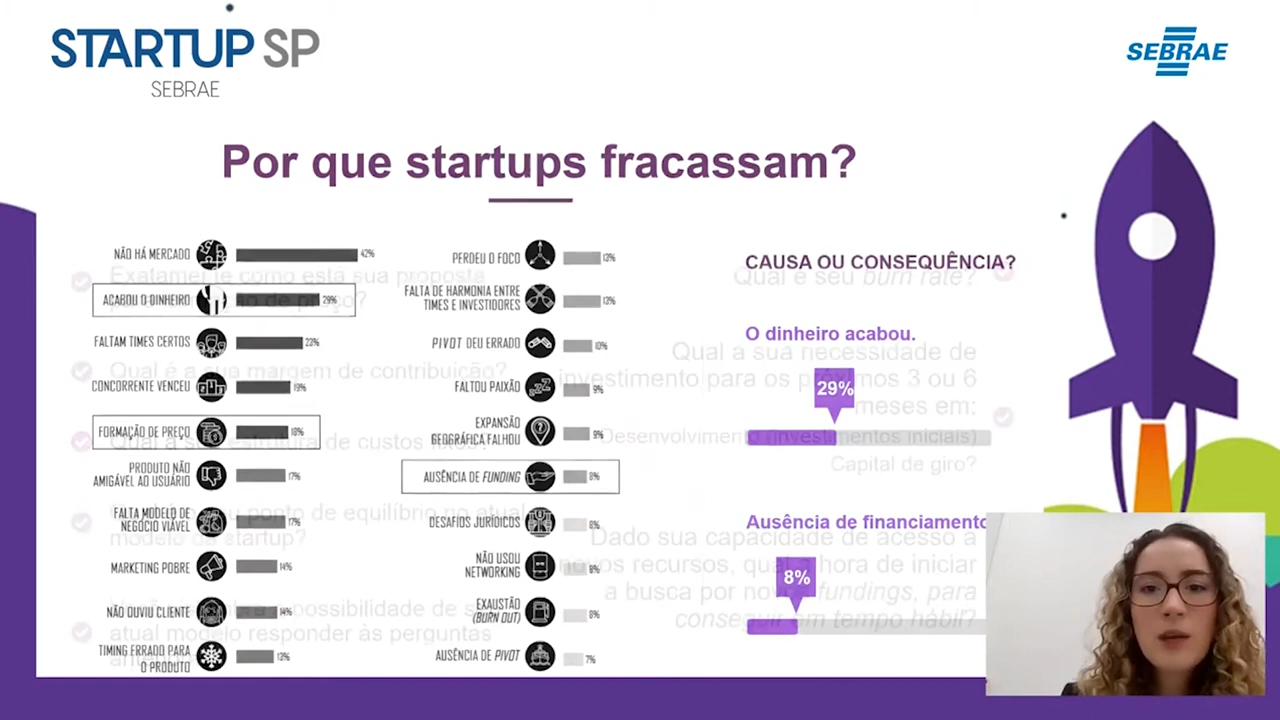 STARTUP SP
SEBRAE
SEBRAE
Por que startups fracassam?
NÃO HÁ MERCADO 42%
ACABOU O DINHEIRO 29%
FALTAM TIMES CERTOS 23%
CONCORRENTE VENCEU 19%
FORMAÇÃO DE PREÇO 18%
PRODUTO NÃO
AMIGÁVEL AO USUÁRIO 17%
FALTA MODELO DE
NEGÓCIO VIÁVEL 17%
MARKETING POBRE 14%
NÃO OUVIU CLIENTE 14%
TIMING ERRADO PARA
O PRODUTO 13%
PERDEU O FOCO 13%
FALTA DE HARMONIA ENTRE
TIMES E INVESTIDORES 13%
PIVOT DEU ERRADO 10%
FALTOU PAIXÃO 9%
EXPANSÃO
GEOGRÁFICA FALHOU 9%
AUSÊNCIA DE FUNDING 8%
DESAFIOS JURÍDICOS 8%
NÃO USOU
NETWORKING 8%
EXAUSTÃO
(BURN OUT) 8%
AUSÊNCIA DE PIVOT 7%
CAUSA OU CONSEQUÊNCIA?
O dinheiro acabou.
29%
Ausência de financiamento
8%
como está sua proposta
de preço?
Qual é a sua margem de contribuição?
de custos fixos?
ponto de equilíbrio no atual
startup?
possibilidade de
atual modelo responder às perguntas
Qual é seu burn rate?
Qual a sua necessidade de
investimento para os próximos 3 ou 6
meses em:
Desenvolvimento (investimentos iniciais)
Capital de giro?
Dado sua capacidade de acesso a
novos recursos, qual a hora de iniciar
a busca por novos fundings, para
conseguir em tempo hábil?